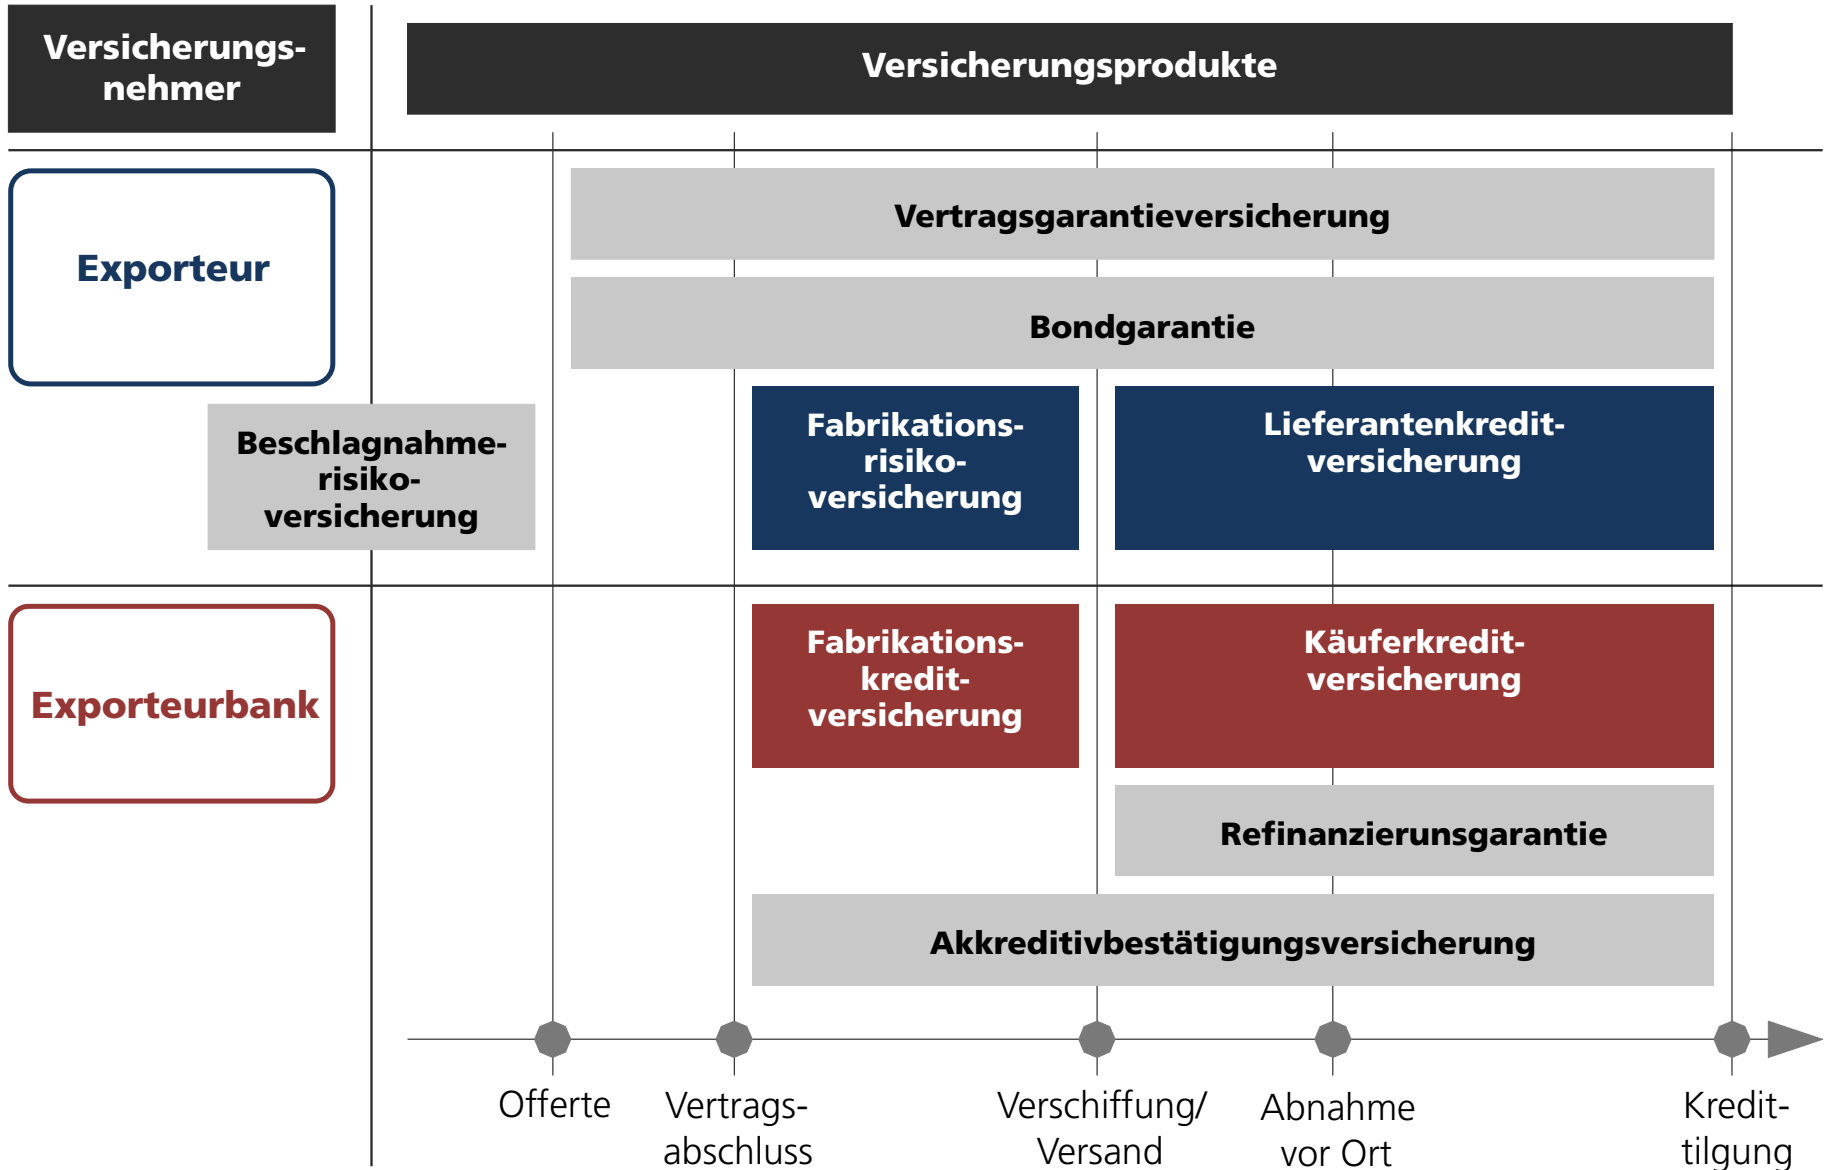 Versicherungs-
nehmer
Versicherungsprodukte
Exporteur
Vertragsgarantieversicherung
Bondgarantie
Beschlagnahme-
risiko-
versicherung
Fabrikations-
risiko-
versicherung
Lieferantenkredit-
versicherung
Exporteurbank
Fabrikations-
kredit-
versicherung
Käuferkredit-
versicherung
Refinanzierunsgarantie
Akkreditivbestätigungsversicherung
Offerte
Vertrags-
abschluss
Verschiffung/
Versand
Abnahme
vor Ort
Kredit-
tilgung